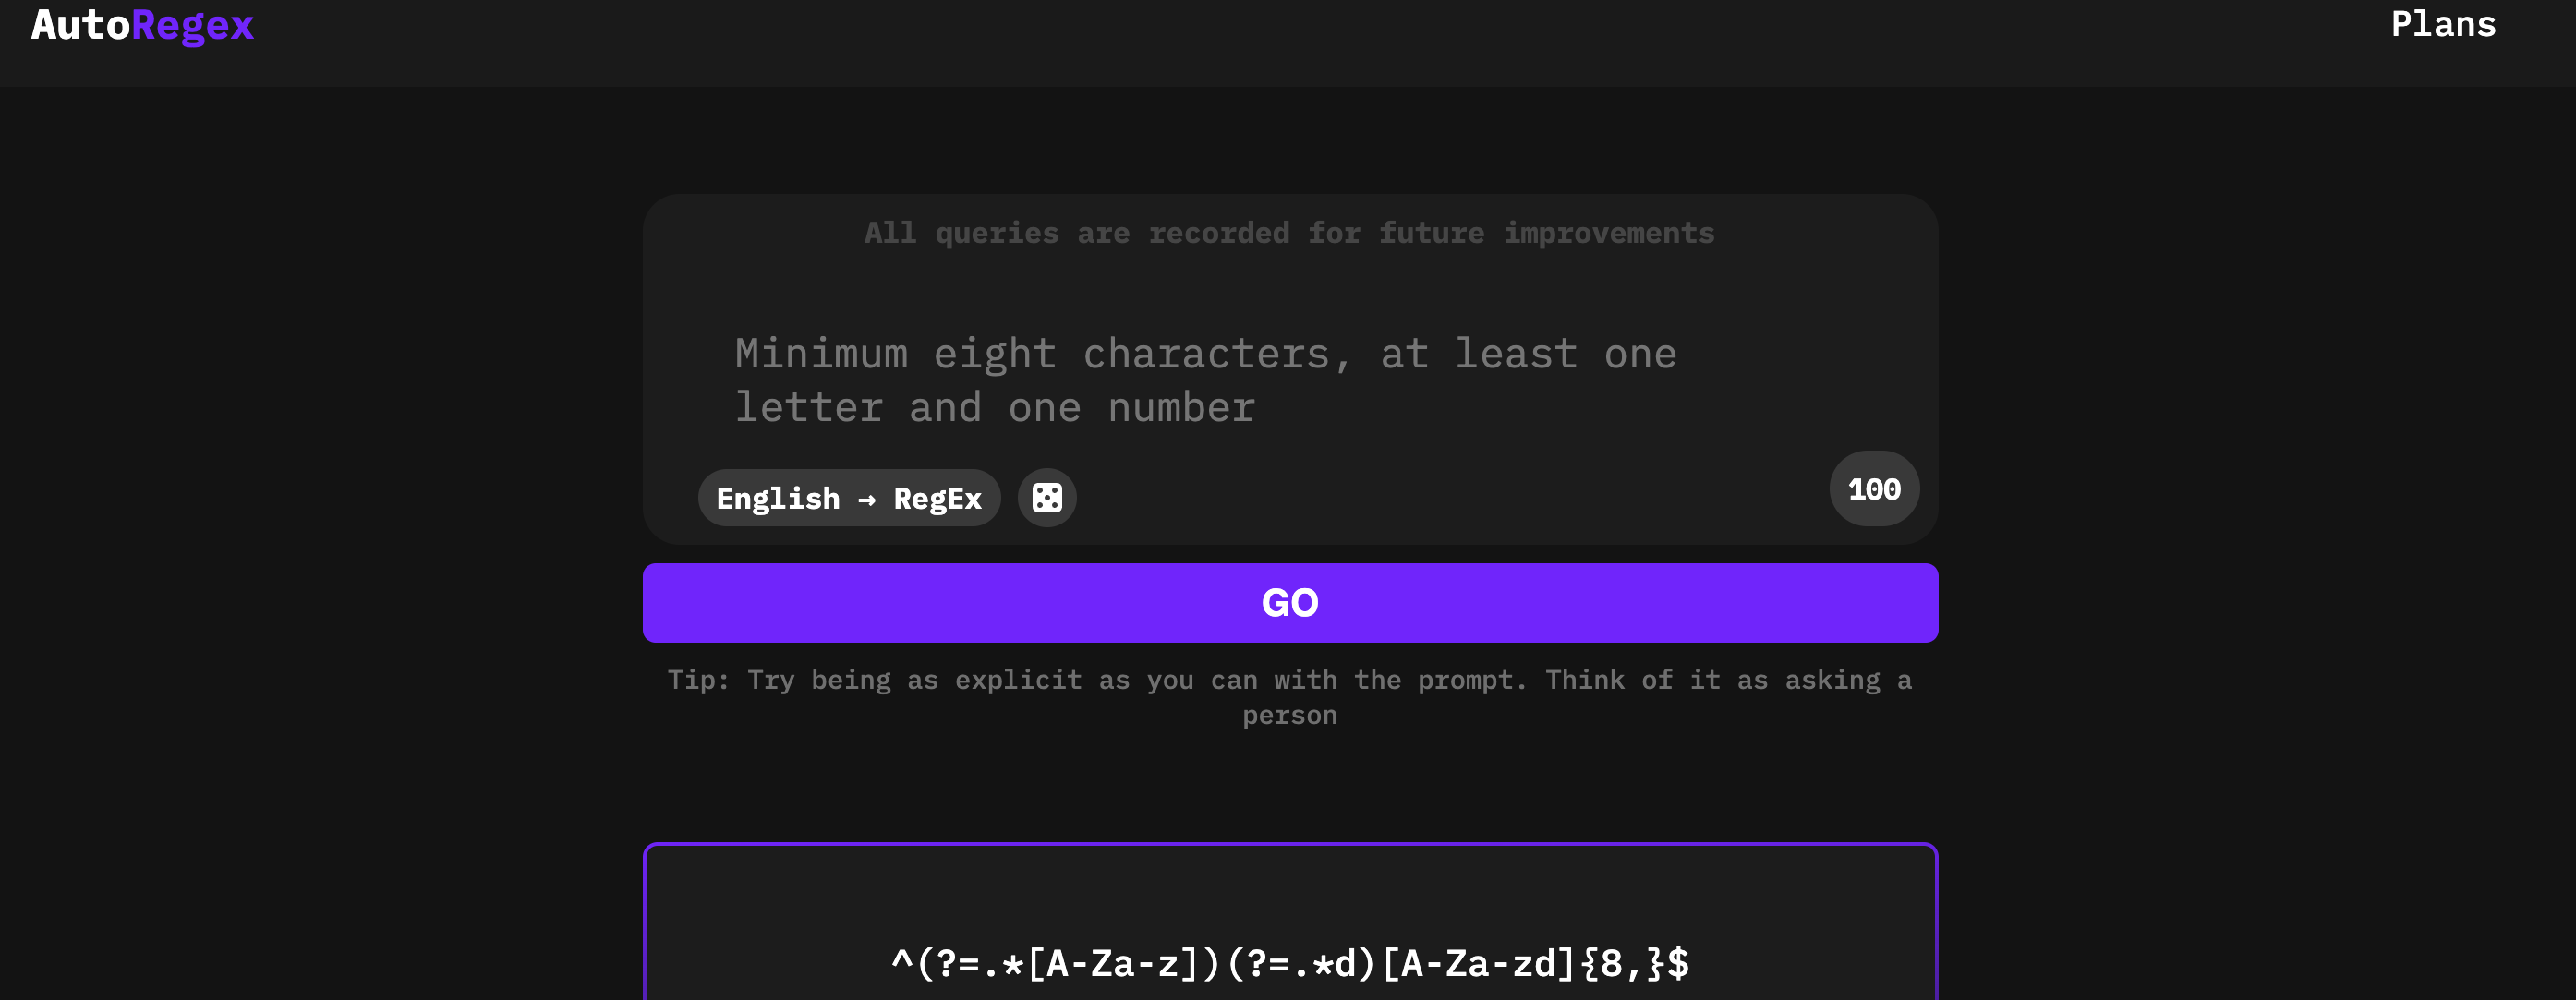 AutoRegex
Plans
All queries are recorded for future improvements
Minimum eight characters, at least one
letter and one number
English → RegEx
100
GO
Tip: Try being as explicit as you can with the prompt. Think of it as asking a
person
^(?=.*[A-Za-z])(?=.*d)[A-Za-zd]{8,}$